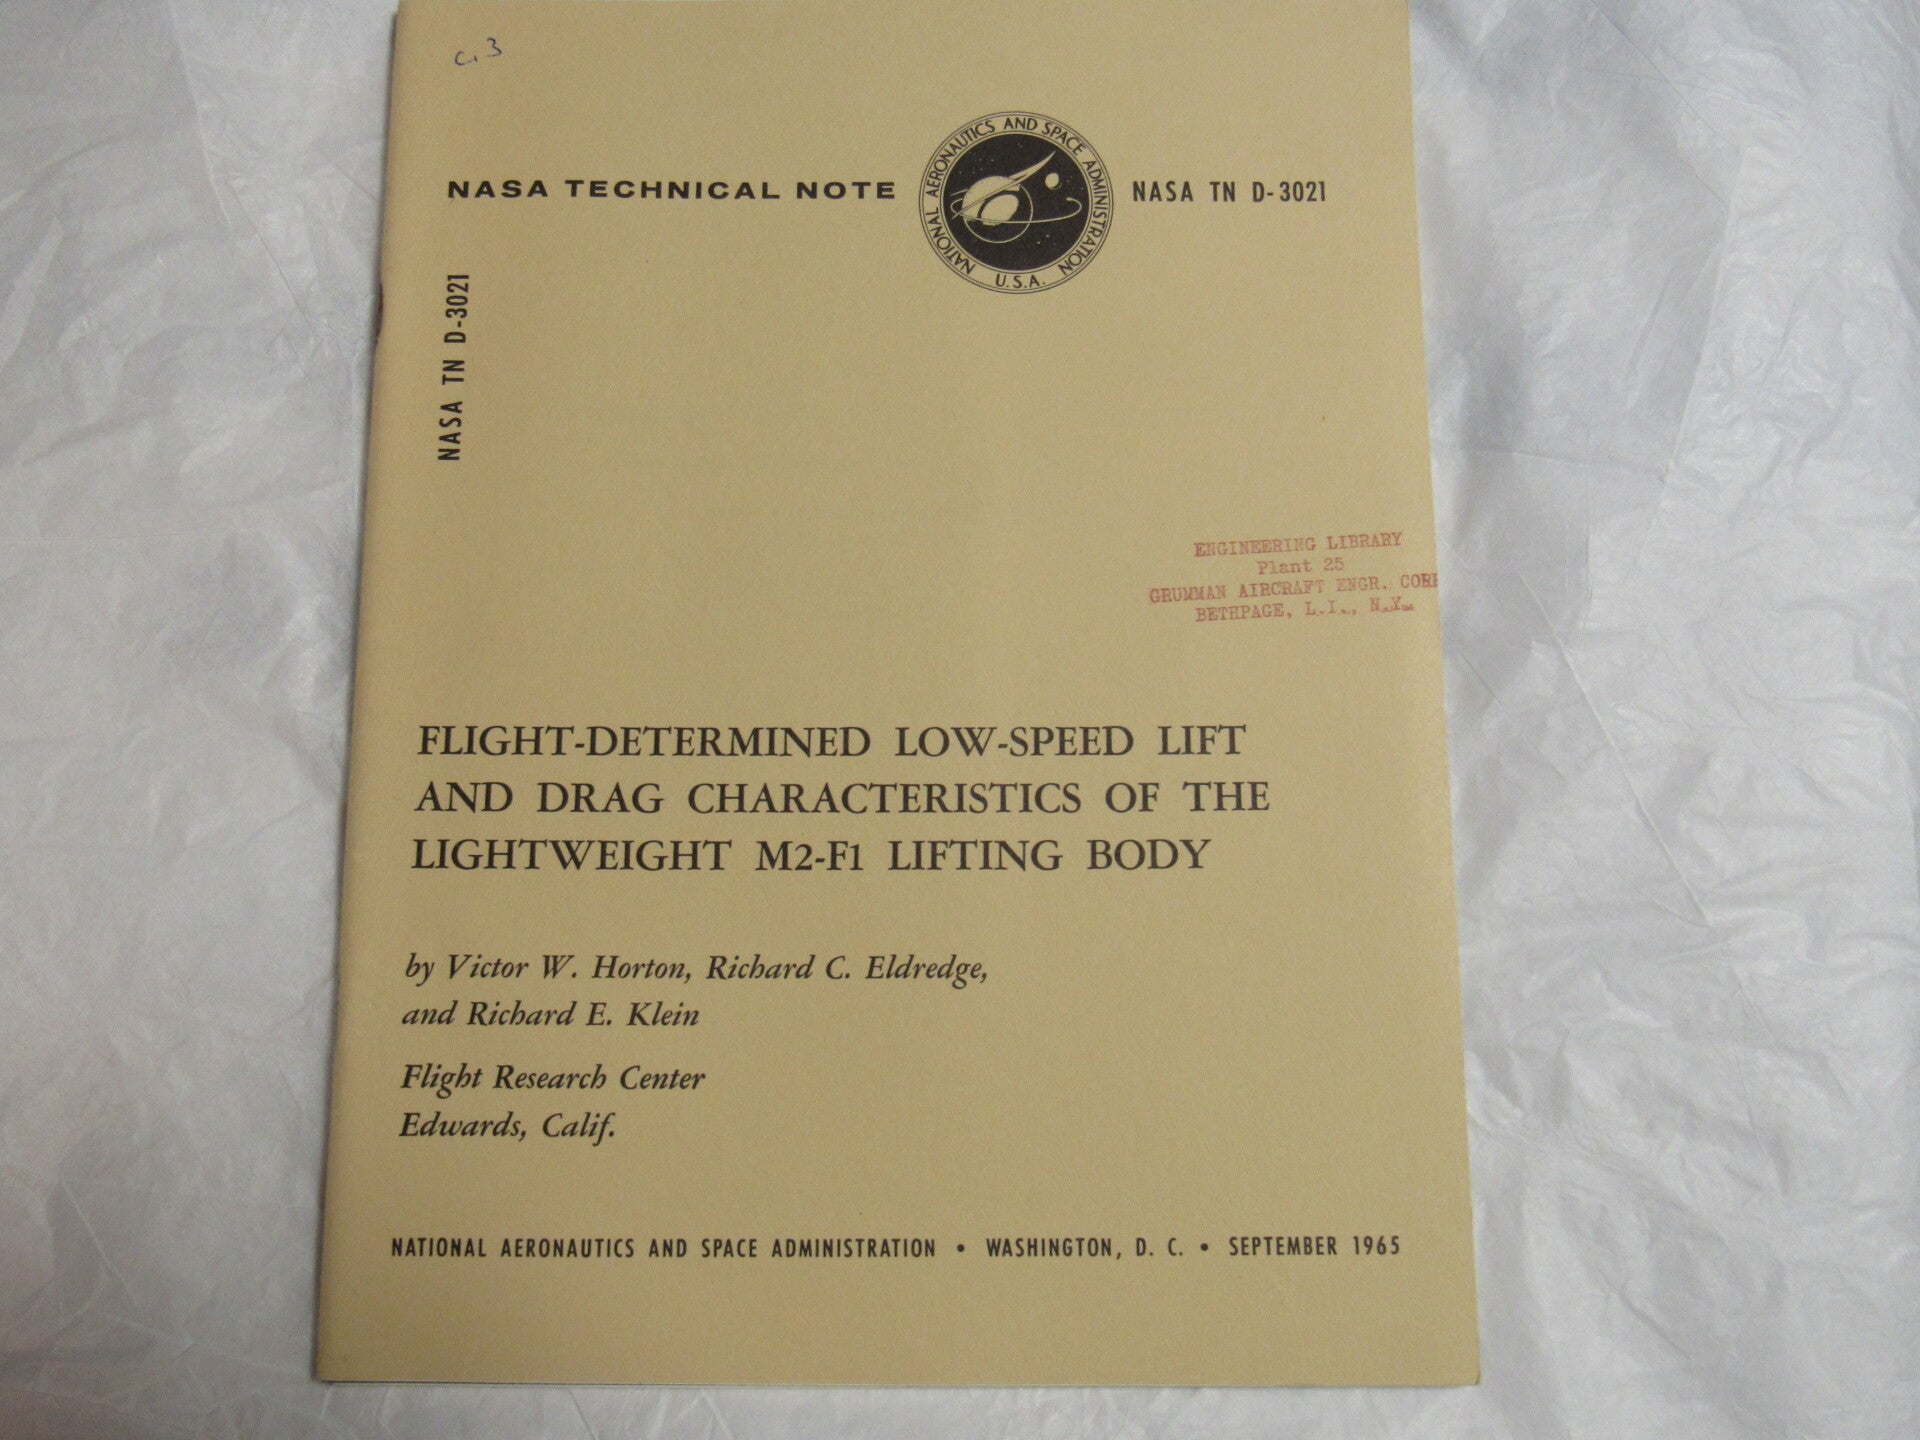 c.3
NASA TECHNICAL NOTE
NATIONAL AERONAUTICS AND SPACE ADMINISTRATION
U.S.A.
NASA TN D-3021
NASA TN D-3021
ENGINEERING LIBRARY
Plant 25
GRUMMAN AIRCRAFT ENGR. CORP
BETHPAGE, L.I., N.Y.
FLIGHT-DETERMINED LOW-SPEED LIFT
AND DRAG CHARACTERISTICS OF THE
LIGHTWEIGHT M2-F1 LIFTING BODY
by Victor W. Horton, Richard C. Eldredge,
and Richard E. Klein
Flight Research Center
Edwards, Calif.
NATIONAL AERONAUTICS AND SPACE ADMINISTRATION • WASHINGTON, D. C. • SEPTEMBER 1965